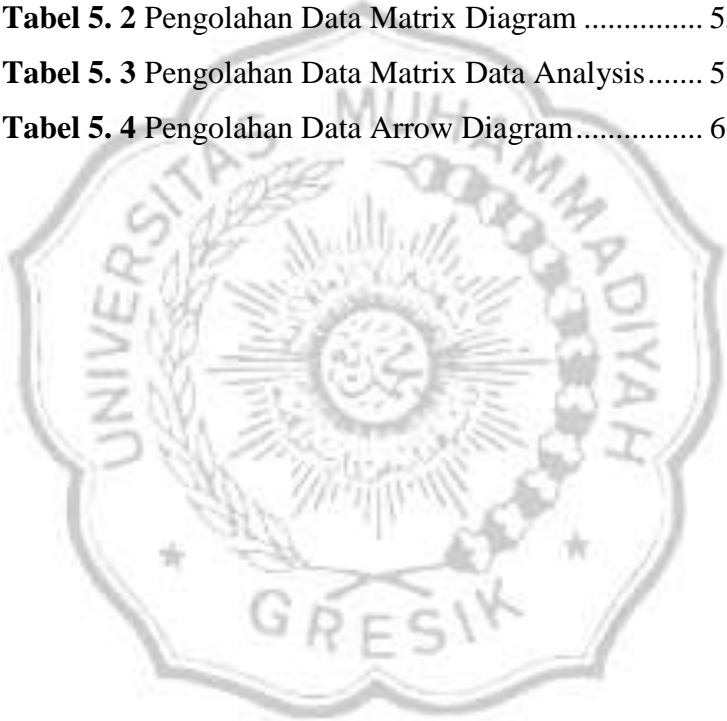 Tabel 5. 2 Pengolahan Data Matrix Diagram .............. 5
Tabel 5. 3 Pengolahan Data Matrix Data Analysis....... 5
Tabel 5. 4 Pengolahan Data Arrow Diagram............... 6
UNIVERSITAS MUHAMMADIYAH
GRESIK